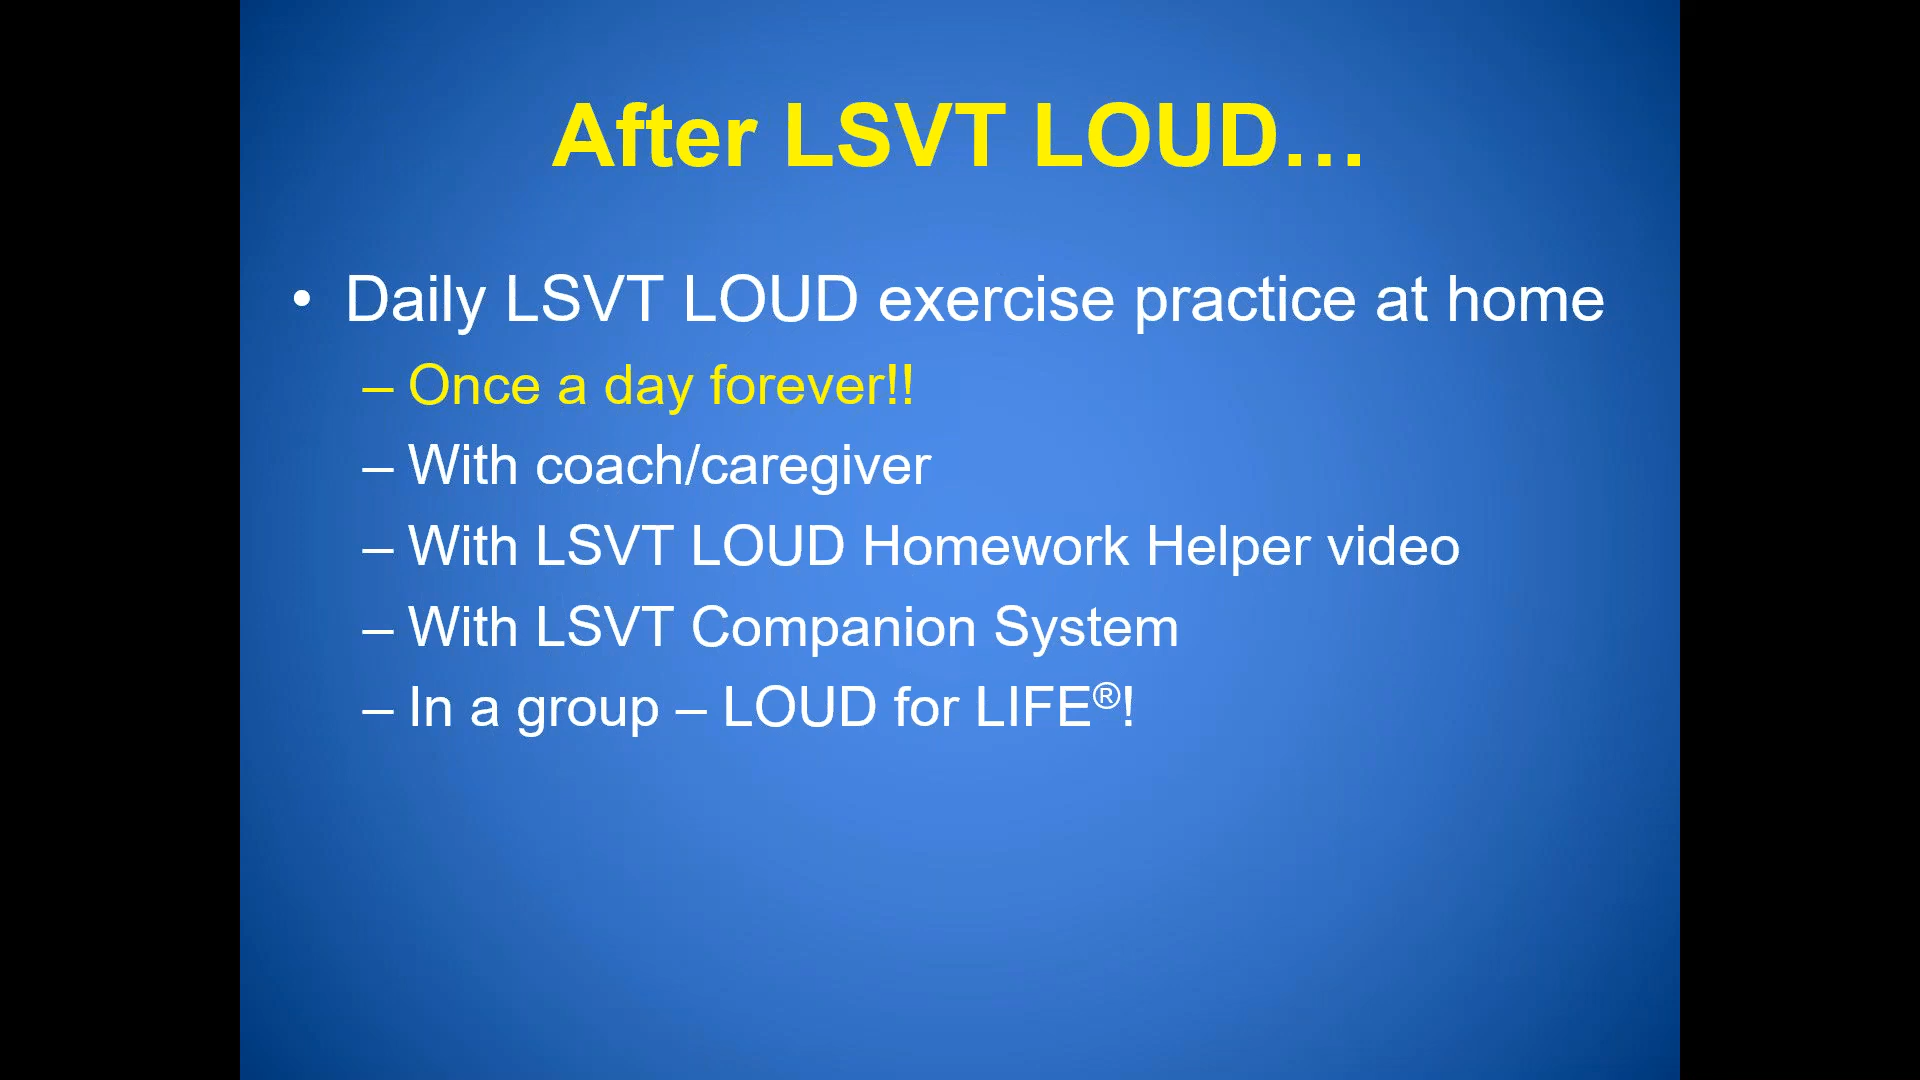 After LSVT LOUD…
• Daily LSVT LOUD exercise practice at home
– Once a day forever!!
– With coach/caregiver
– With LSVT LOUD Homework Helper video
– With LSVT Companion System
– In a group – LOUD for LIFE®!